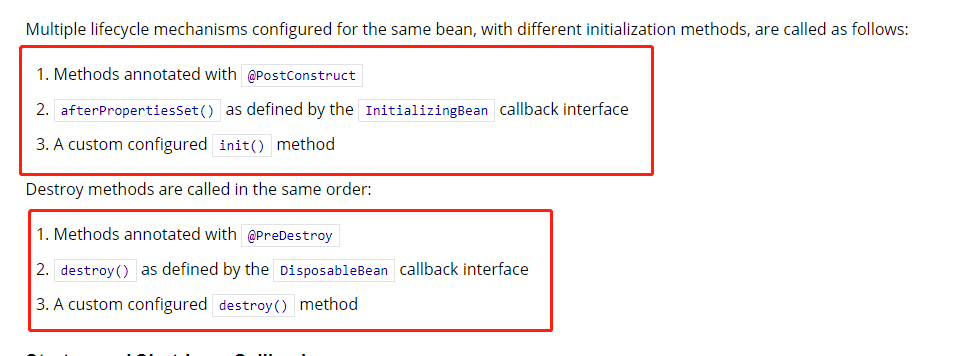 Multiple lifecycle mechanisms configured for the same bean, with different initialization methods, are called as follows:
1. Methods annotated with @PostConstruct
2. afterPropertiesSet() as defined by the InitializingBean callback interface
3. A custom configured init() method
Destroy methods are called in the same order:
1. Methods annotated with @PreDestroy
2. destroy() as defined by the DisposableBean callback interface
3. A custom configured destroy() method